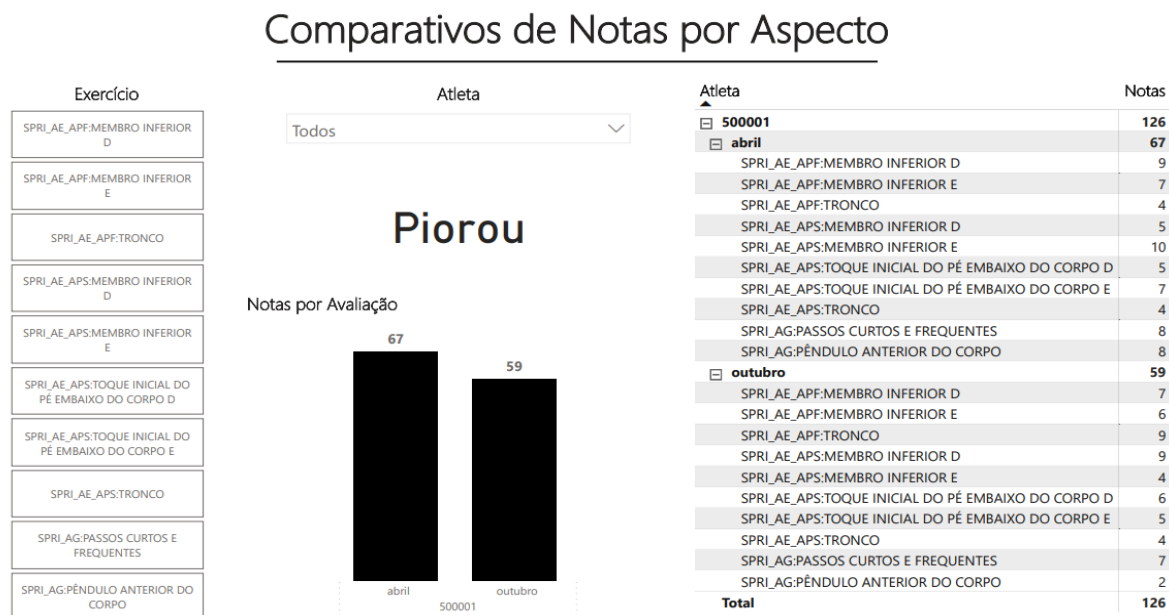 Comparativos de Notas por Aspecto
Exercício
SPRI_AE_APF:MEMBRO INFERIOR
D
SPRI_AE_APF:MEMBRO INFERIOR
E
SPRI_AE_APF:TRONCO
SPRI_AE_APS:MEMBRO INFERIOR
D
SPRI_AE_APS:MEMBRO INFERIOR
E
SPRI_AE_APS:TOQUE INICIAL DO
PÉ EMBAIXO DO CORPO D
SPRI_AE_APS:TOQUE INICIAL DO
PÉ EMBAIXO DO CORPO E
SPRI_AE_APS:TRONCO
SPRI_AG:PASSOS CURTOS E
FREQUENTES
SPRI_AG:PÊNDULO ANTERIOR DO
CORPO
Atleta
Todos
Piorou
Notas por Avaliação
67
59
abril outubro
500001
Atleta Notas
500001 126
abril 67
SPRI_AE_APF:MEMBRO INFERIOR D 9
SPRI_AE_APF:MEMBRO INFERIOR E 7
SPRI_AE_APF:TRONCO 4
SPRI_AE_APS:MEMBRO INFERIOR D 5
SPRI_AE_APS:MEMBRO INFERIOR E 10
SPRI_AE_APS:TOQUE INICIAL DO PÉ EMBAIXO DO CORPO D 5
SPRI_AE_APS:TOQUE INICIAL DO PÉ EMBAIXO DO CORPO E 7
SPRI_AE_APS:TRONCO 4
SPRI_AG:PASSOS CURTOS E FREQUENTES 8
SPRI_AG:PÊNDULO ANTERIOR DO CORPO 8
outubro 59
SPRI_AE_APF:MEMBRO INFERIOR D 7
SPRI_AE_APF:MEMBRO INFERIOR E 6
SPRI_AE_APF:TRONCO 9
SPRI_AE_APS:MEMBRO INFERIOR D 9
SPRI_AE_APS:MEMBRO INFERIOR E 4
SPRI_AE_APS:TOQUE INICIAL DO PÉ EMBAIXO DO CORPO D 6
SPRI_AE_APS:TOQUE INICIAL DO PÉ EMBAIXO DO CORPO E 5
SPRI_AE_APS:TRONCO 4
SPRI_AG:PASSOS CURTOS E FREQUENTES 7
SPRI_AG:PÊNDULO ANTERIOR DO CORPO 2
Total 126